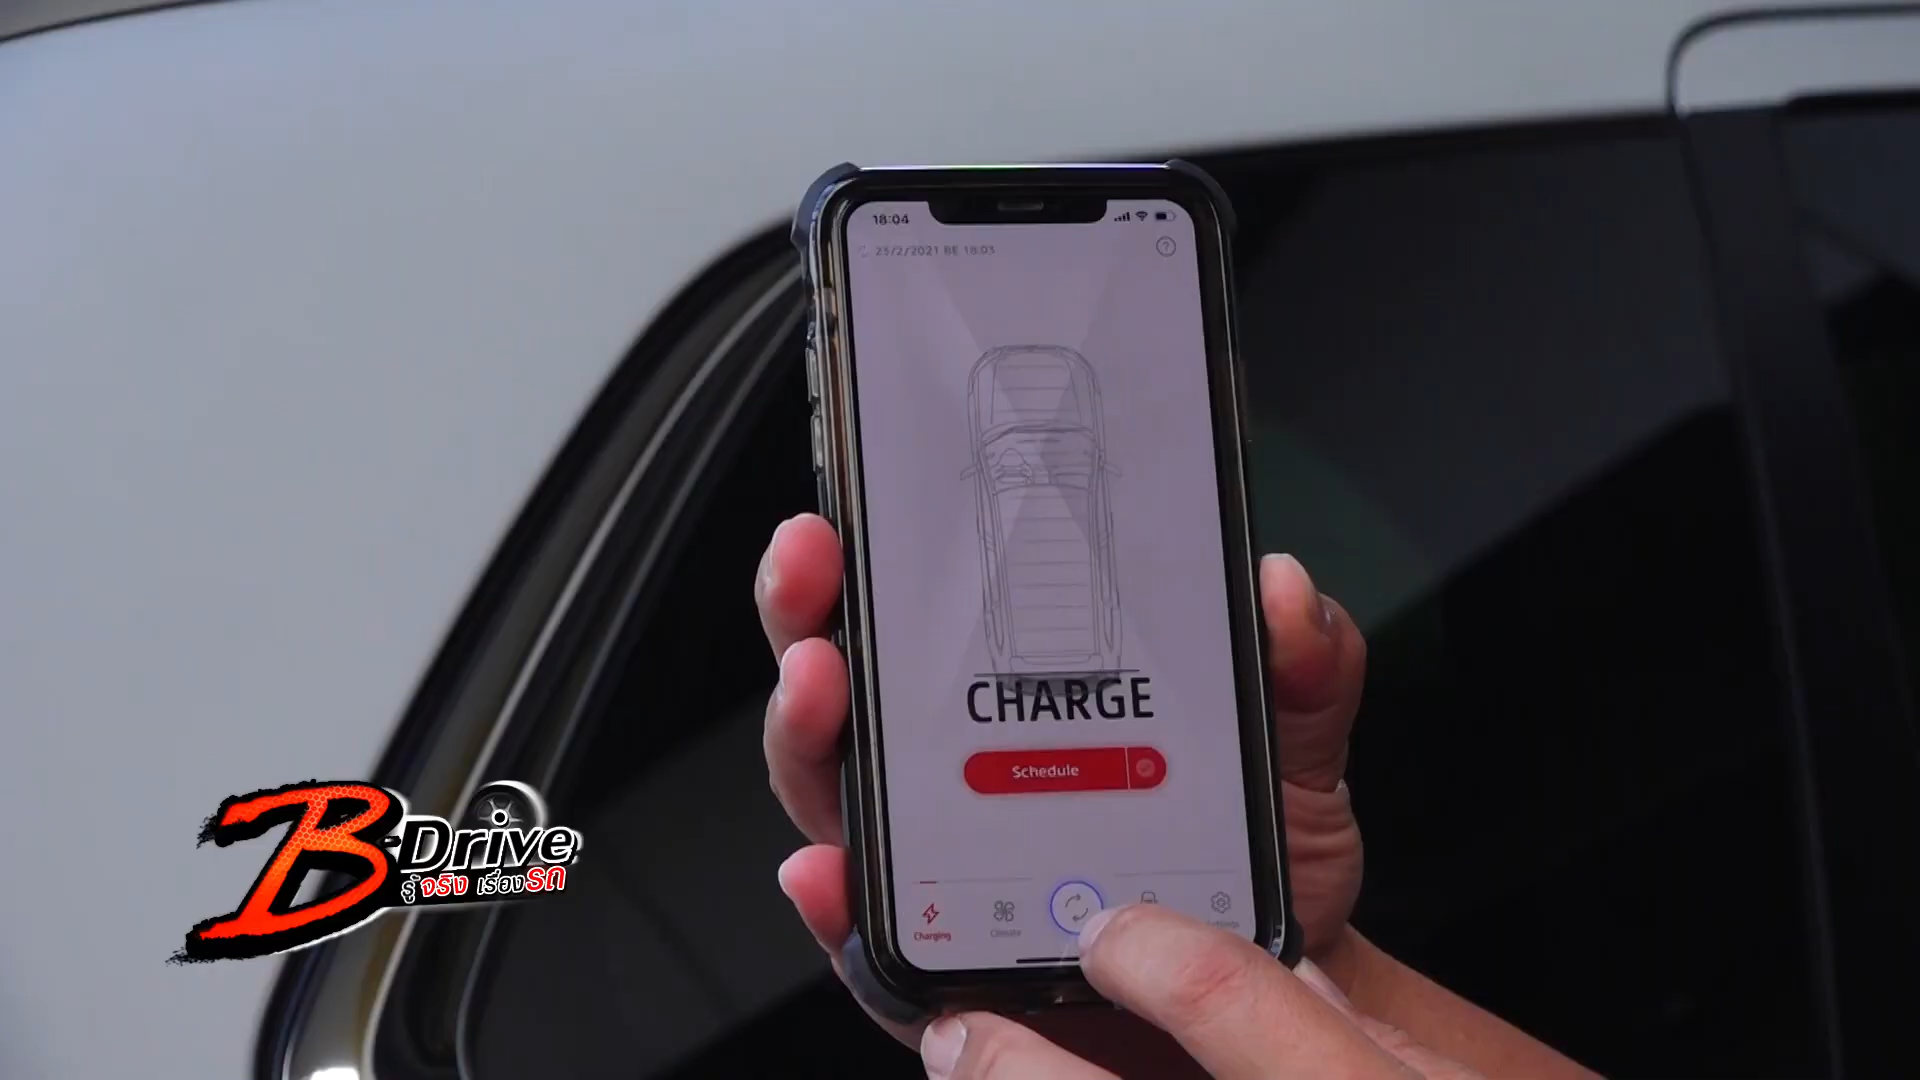 18:04
23/2/2021 BE 18:03
CHARGE
Schedule
Charging
Climate
B-Drive
รู้จริง เรื่องรถ